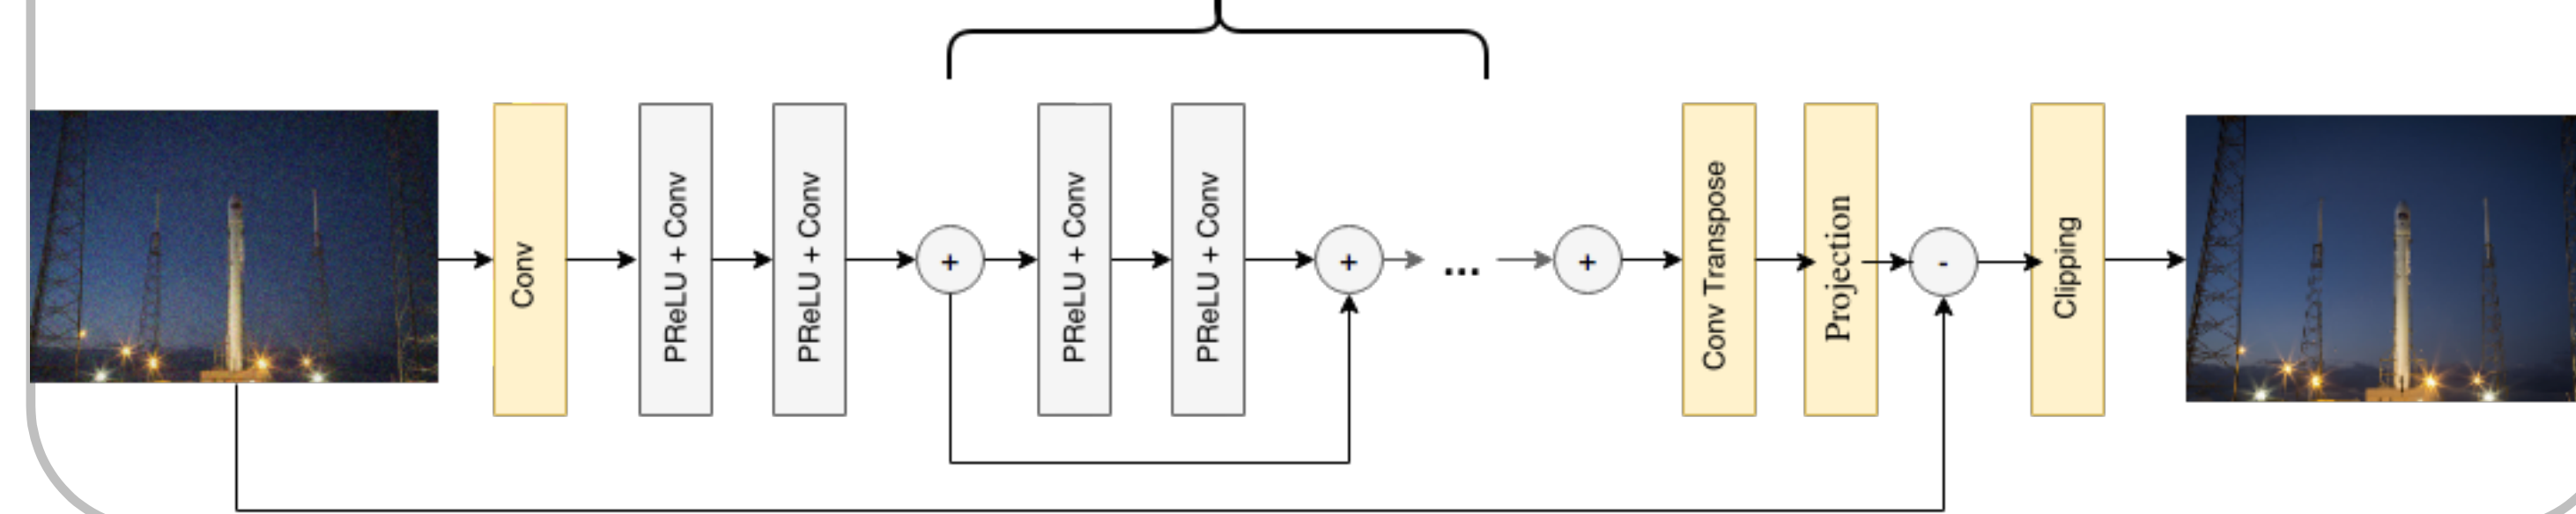 Conv
PReLU + Conv
PReLU + Conv
+
PReLU + Conv
PReLU + Conv
+
...
+
Conv Transpose
Projection
-
Clipping